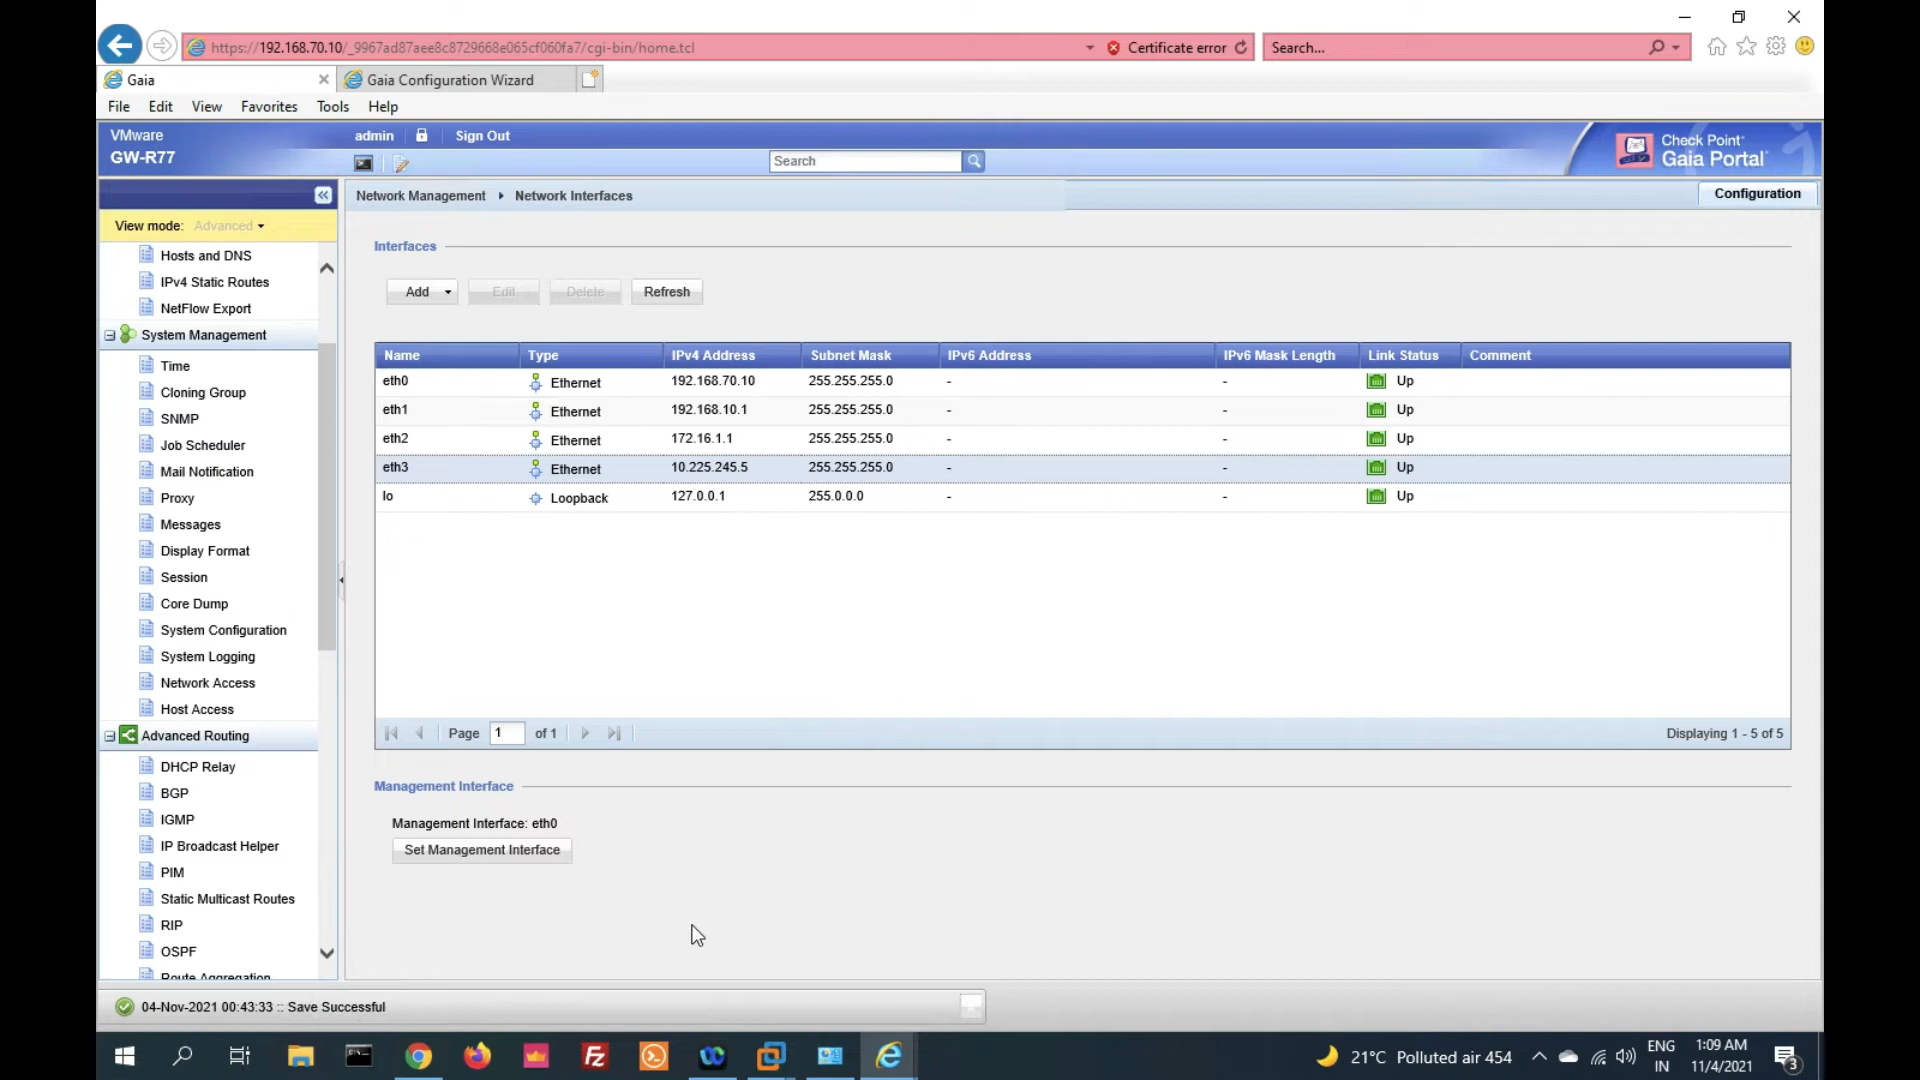 https://192.168.70.10/_9967ad87aee8c8729668e065cf060fa7/cgi-bin/home.tcl
Certificate error
Search...
Gaia
Gaia Configuration Wizard
File Edit View Favorites Tools Help
VMware
GW-R77
admin
Sign Out
Search
Check Point
Gaia Portal
View mode: Advanced
Network Management
Network Interfaces
Configuration
Hosts and DNS
IPv4 Static Routes
NetFlow Export
System Management
Time
Cloning Group
SNMP
Job Scheduler
Mail Notification
Proxy
Messages
Display Format
Session
Core Dump
System Configuration
System Logging
Network Access
Host Access
Advanced Routing
DHCP Relay
BGP
IGMP
IP Broadcast Helper
PIM
Static Multicast Routes
RIP
OSPF
Route Aggregation
Interfaces
Add Edit Delete Refresh
Name Type IPv4 Address Subnet Mask IPv6 Address IPv6 Mask Length Link Status Comment
eth0 Ethernet 192.168.70.10 255.255.255.0 - - Up
eth1 Ethernet 192.168.10.1 255.255.255.0 - - Up
eth2 Ethernet 172.16.1.1 255.255.255.0 - - Up
eth3 Ethernet 10.225.245.5 255.255.255.0 - - Up
lo Loopback 127.0.0.1 255.0.0.0 - - Up
Page 1 of 1
Displaying 1 - 5 of 5
Management Interface
Management Interface: eth0
Set Management Interface
04-Nov-2021 00:43:33 :: Save Successful
21°C Polluted air 454
ENG
IN
1:09 AM
11/4/2021
3